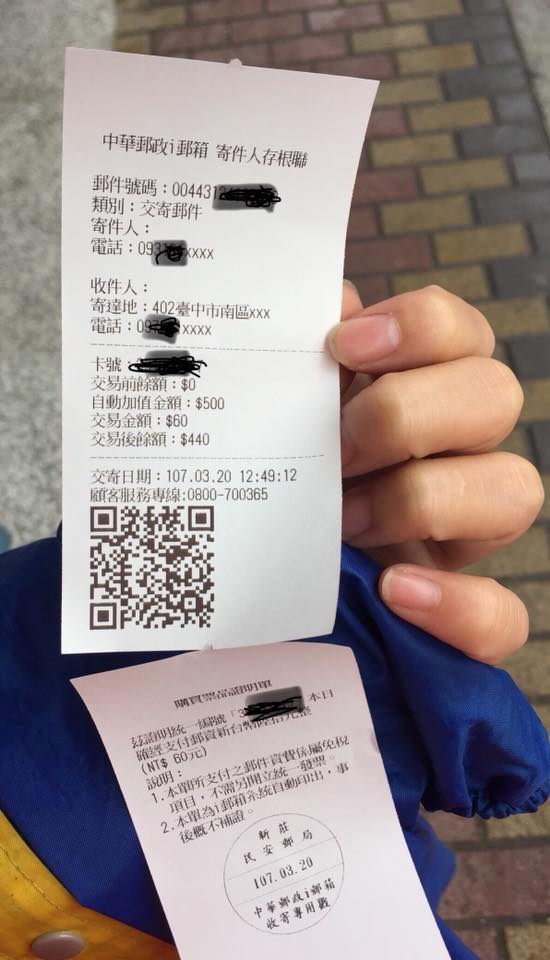 中華郵政i郵箱 寄件人存根聯
郵件號碼：004431
類別：交寄郵件
寄件人：
電話：093 xxxx
收件人：
寄達地：402臺中市南區xxx
電話：09 xxxx
卡號
交易前餘額：$0
自動加值金額：$500
交易金額：$60
交易後餘額：$440
交寄日期：107.03.20 12:49:12
顧客服務專線:0800-700365
購買票品證明單
茲證明統一編號「3 本日
確經支付郵資新台幣陸拾元整
(NT$ 60元)
說明：
1.本單所支付之郵件資費係屬免稅
項目，不需另開立統一發票。
2.本單為i郵箱系統自動印出，事
後概不補證。
新莊
民安郵局
107.03.20
中華郵政i郵箱
收寄專用戳